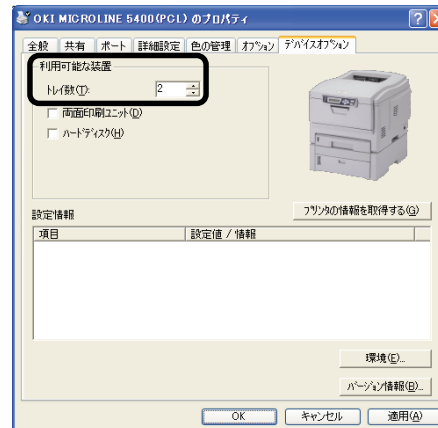 OKI MICROLINE 5400(PCL) のプロパティ
全般 共有 ポート 詳細設定 色の管理 オプション デバイスオプション
利用可能な装置
トレイ数(T): 2
両面印刷ユニット(D)
ハードディスク(H)
設定情報
プリンタの情報を取得する(G)
項目 設定値 / 情報
環境(E)...
バージョン情報(B)...
OK キャンセル 適用(A)